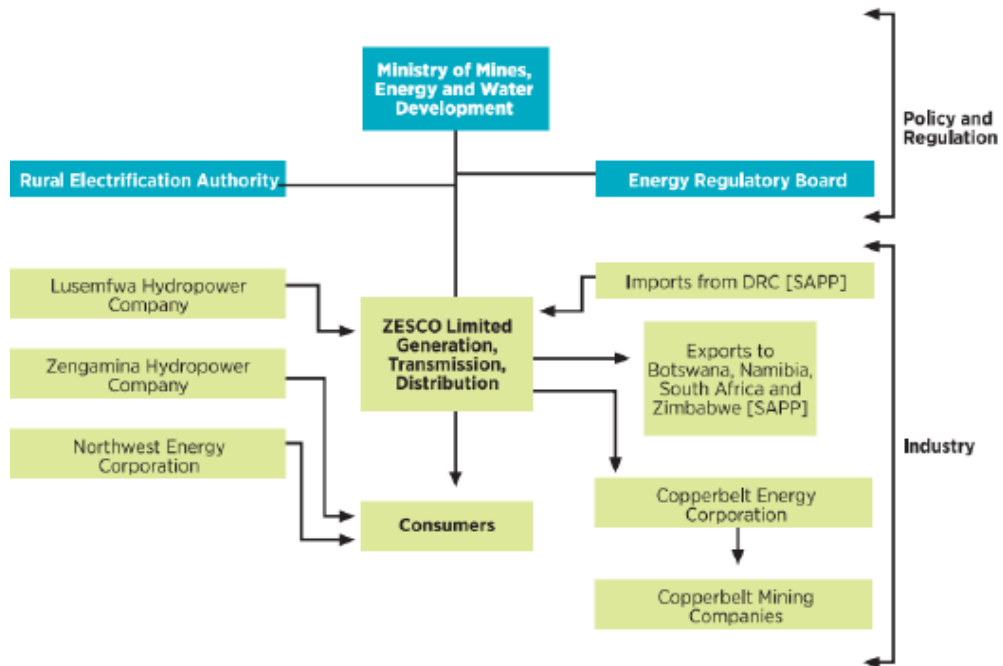 Ministry of Mines,
Energy and Water
Development
Policy and
Regulation
Rural Electrification Authority
Energy Regulatory Board
Lusemfwa Hydropower
Company
Imports from DRC [SAPP]
ZESCO Limited
Generation,
Transmission,
Distribution
Exports to
Botswana, Namibia,
South Africa and
Zimbabwe [SAPP]
Zengamina Hydropower
Company
Northwest Energy
Corporation
Industry
Consumers
Copperbelt Energy
Corporation
Copperbelt Mining
Companies